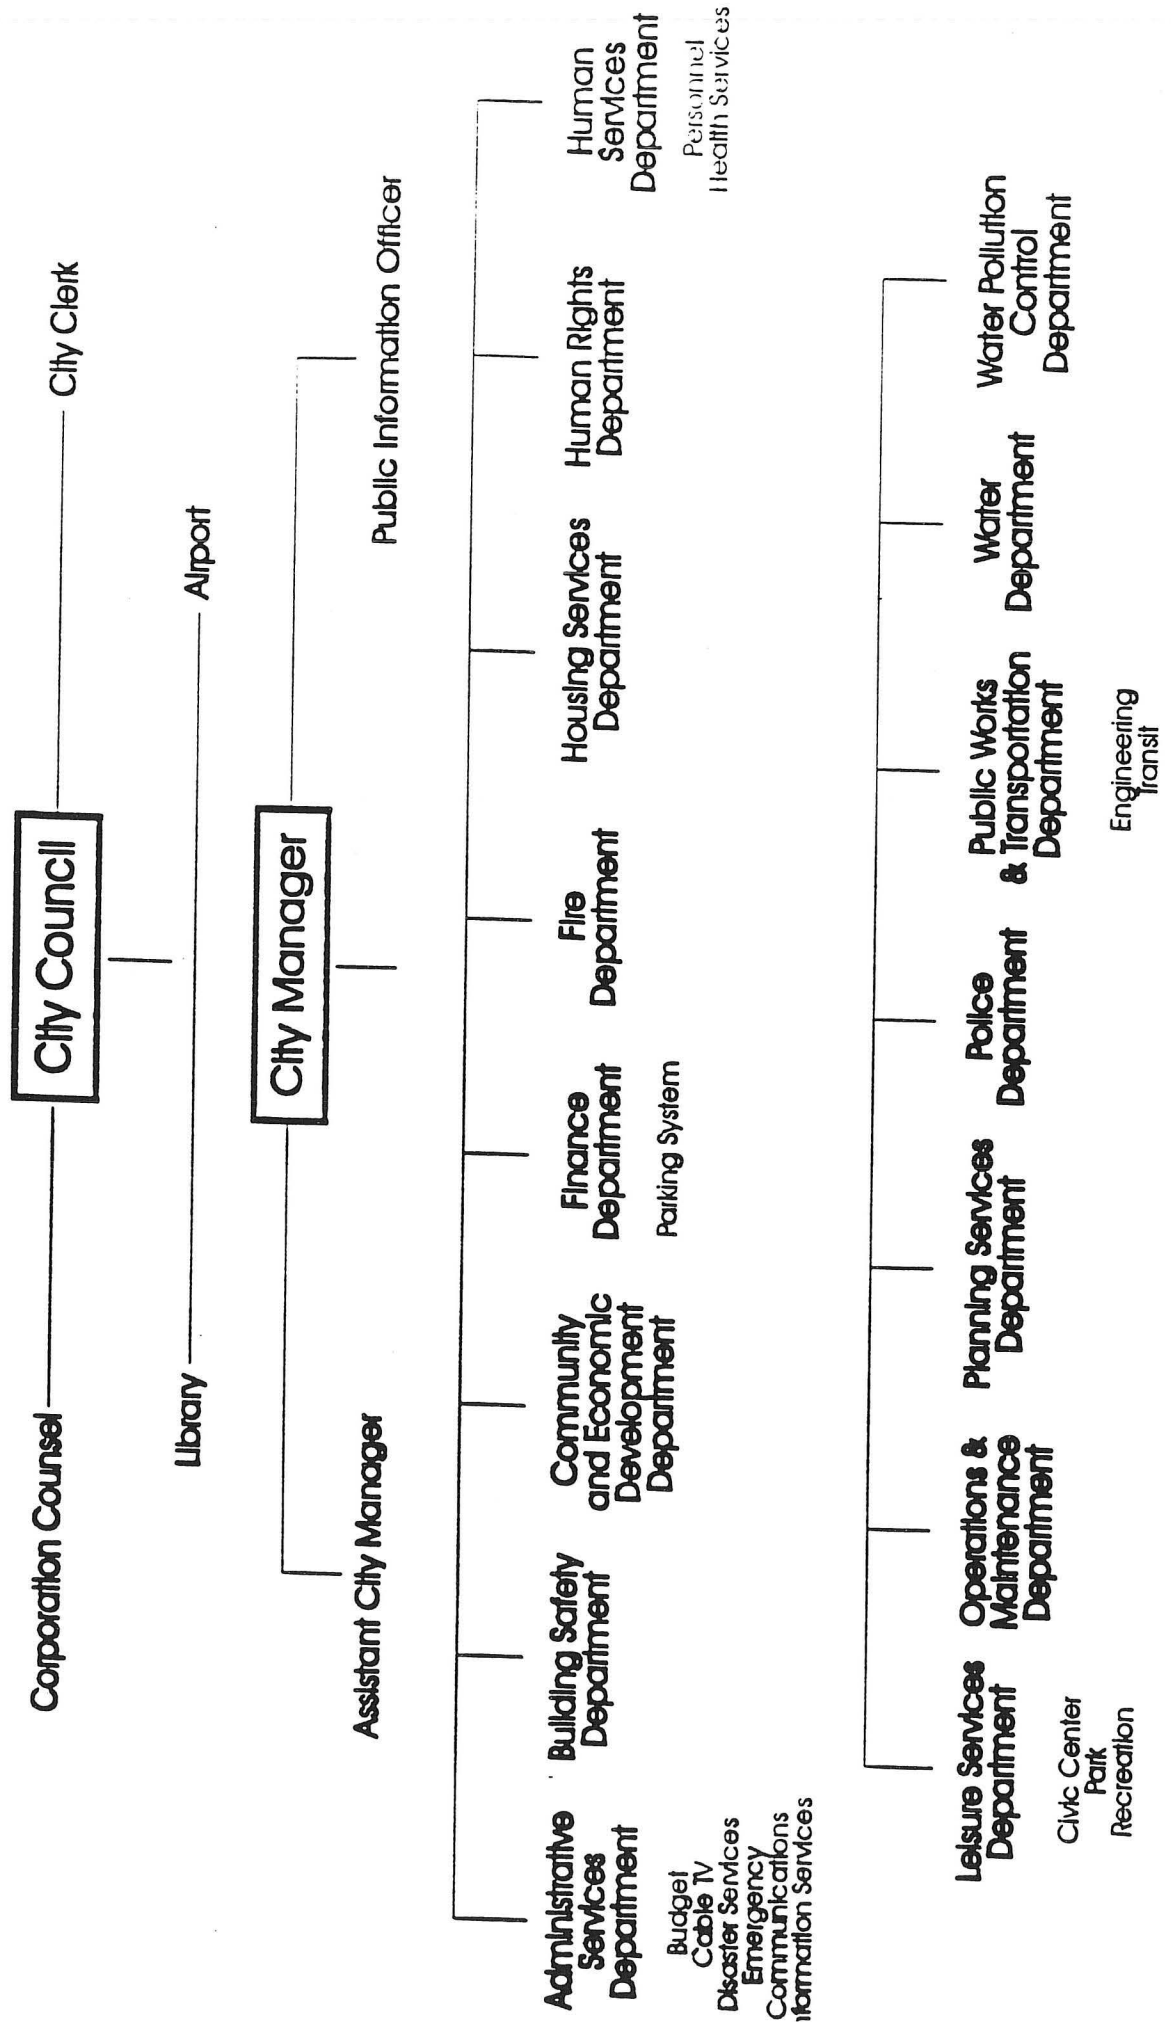 City Council
Corporation Counsel
City Clerk
Library
Airport
City Manager
Assistant City Manager
Public Information Officer
Administrative
Services
Department
Budget
Cable TV
Disaster Services
Emergency
Communications
nformation Services
Building Safety
Department
Community
and Economic
Development
Department
Finance
Department
Parking System
Fire
Department
Housing Services
Department
Human Rights
Department
Human
Services
Department
Personnel
Health Services
Leisure Services
Department
Civic Center
Park
Recreation
Operations &
Maintenance
Department
Planning Services
Department
Police
Department
Public Works
& Transportation
Department
Engineering
Transit
Water
Department
Water Pollution
Control
Department